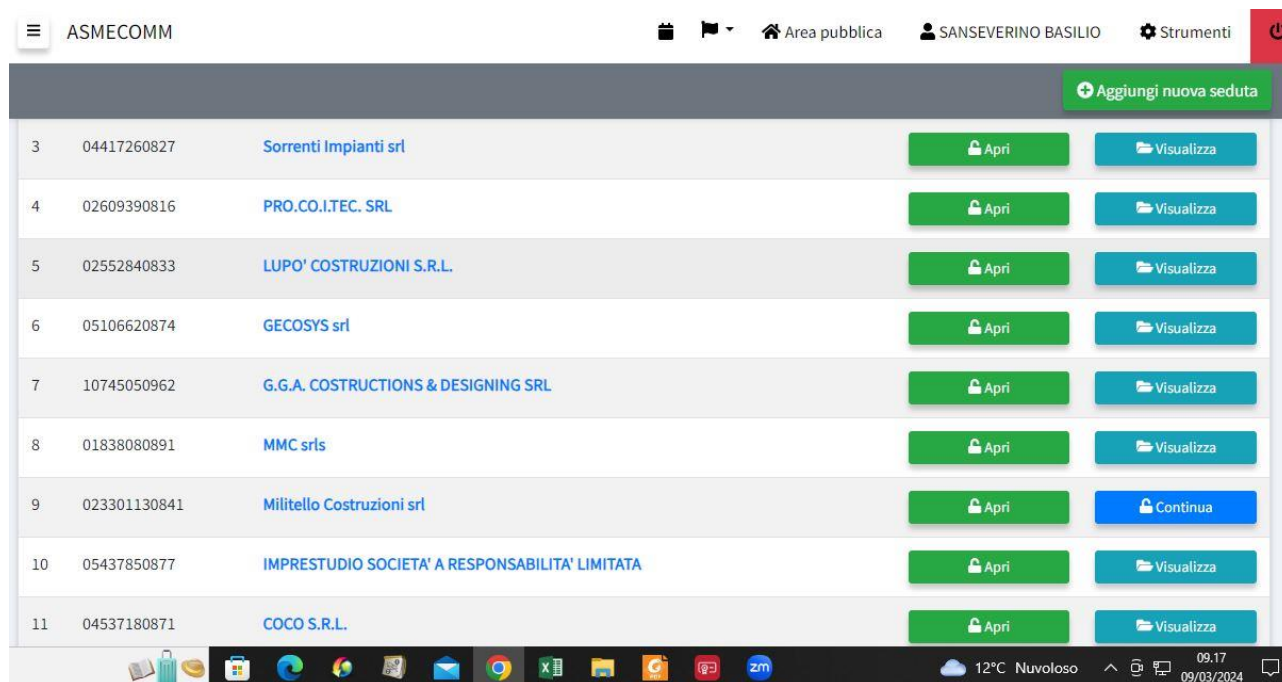 ASMECOMM Area pubblica SANSEVERINO BASILIO Strumenti
Aggiungi nuova seduta
3 04417260827 Sorrenti Impianti srl Apri Visualizza
4 02609390816 PRO.CO.I.TEC. SRL Apri Visualizza
5 02552840833 LUPO' COSTRUZIONI S.R.L. Apri Visualizza
6 05106620874 GECOSYS srl Apri Visualizza
7 10745050962 G.G.A. COSTRUCTIONS & DESIGNING SRL Apri Visualizza
8 01838080891 MMC srls Apri Visualizza
9 023301130841 Militello Costruzioni srl Apri Continua
10 05437850877 IMPRESTUDIO SOCIETA' A RESPONSABILITA' LIMITATA Apri Visualizza
11 04537180871 COCO S.R.L. Apri Visualizza
zm 12°C Nuvoloso 09.17
09/03/2024